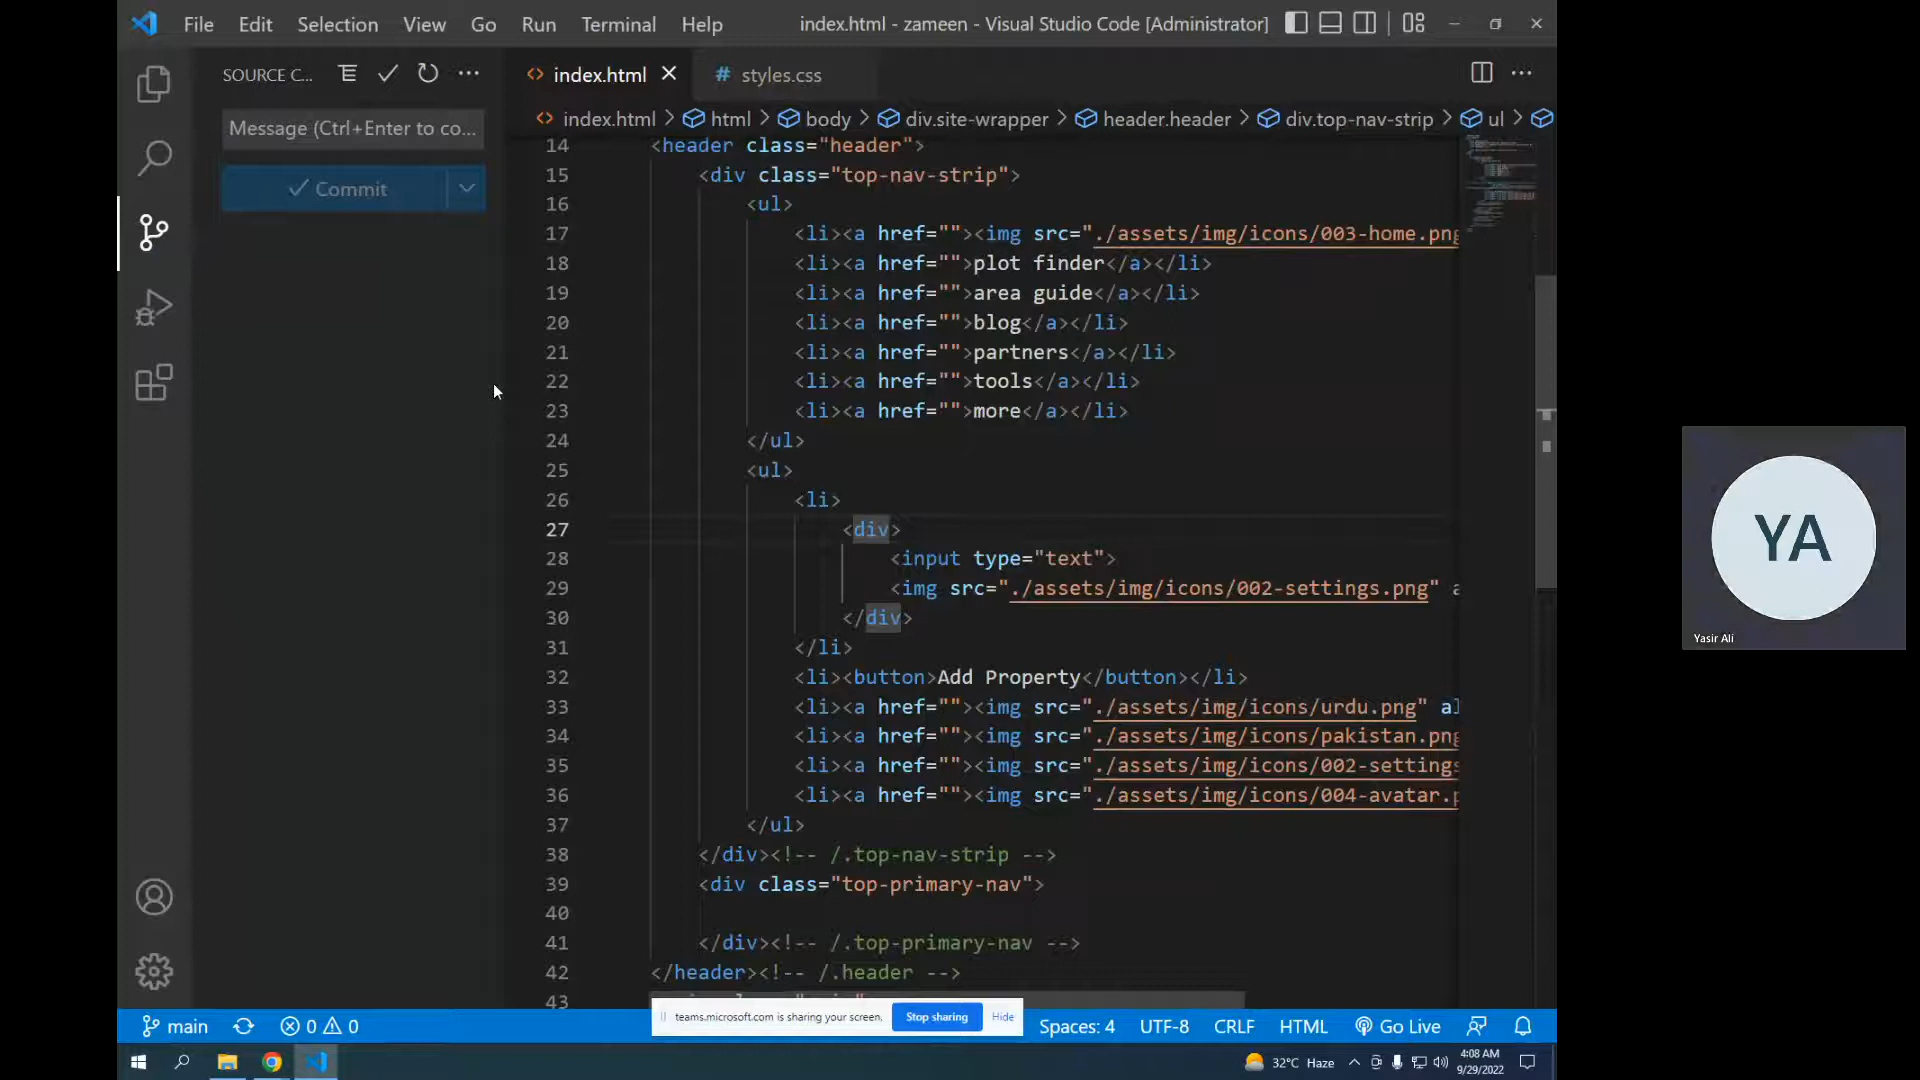 File Edit Selection View Go Run Terminal Help index.html - zameen - Visual Studio Code [Administrator]
SOURCE C...
Message (Ctrl+Enter to co...
Commit
index.html
# styles.css
index.html > html > body > div.site-wrapper > header.header > div.top-nav-strip > ul >
14 <header class="header">
15 <div class="top-nav-strip">
16 <ul>
17 <li><a href=""><img src="./assets/img/icons/003-home.png
18 <li><a href="">plot finder</a></li>
19 <li><a href="">area guide</a></li>
20 <li><a href="">blog</a></li>
21 <li><a href="">partners</a></li>
22 <li><a href="">tools</a></li>
23 <li><a href="">more</a></li>
24 </ul>
25 <ul>
26 <li>
27 <div>
28 <input type="text">
29 <img src="./assets/img/icons/002-settings.png" a
30 </div>
31 </li>
32 <li><button>Add Property</button></li>
33 <li><a href=""><img src="./assets/img/icons/urdu.png" al
34 <li><a href=""><img src="./assets/img/icons/pakistan.png
35 <li><a href=""><img src="./assets/img/icons/002-settings
36 <li><a href=""><img src="./assets/img/icons/004-avatar.p
37 </ul>
38 </div><!-- /.top-nav-strip -->
39 <div class="top-primary-nav">
40
41 </div><!-- /.top-primary-nav -->
42 </header><!-- /.header -->
43
teams.microsoft.com is sharing your screen. Stop sharing Hide
main 0 0 Spaces: 4 UTF-8 CRLF HTML Go Live
32°C Haze
4:08 AM
9/29/2022
YA
Yasir Ali